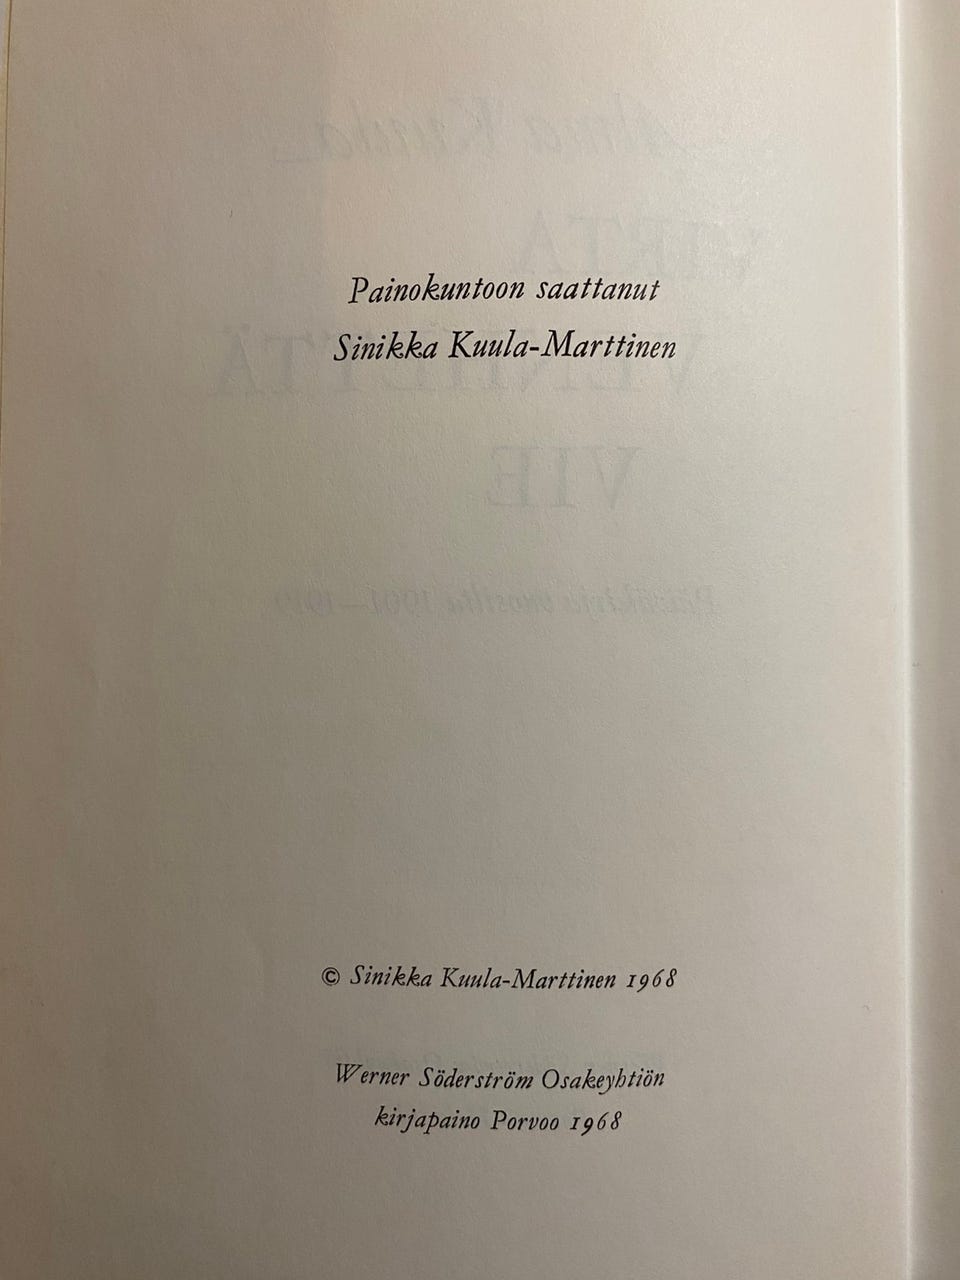 Painokuntoon saattanut
Sinikka Kuula-Marttinen
© Sinikka Kuula-Marttinen 1968
Werner Söderström Osakeyhtiön
kirjapaino Porvoo 1968